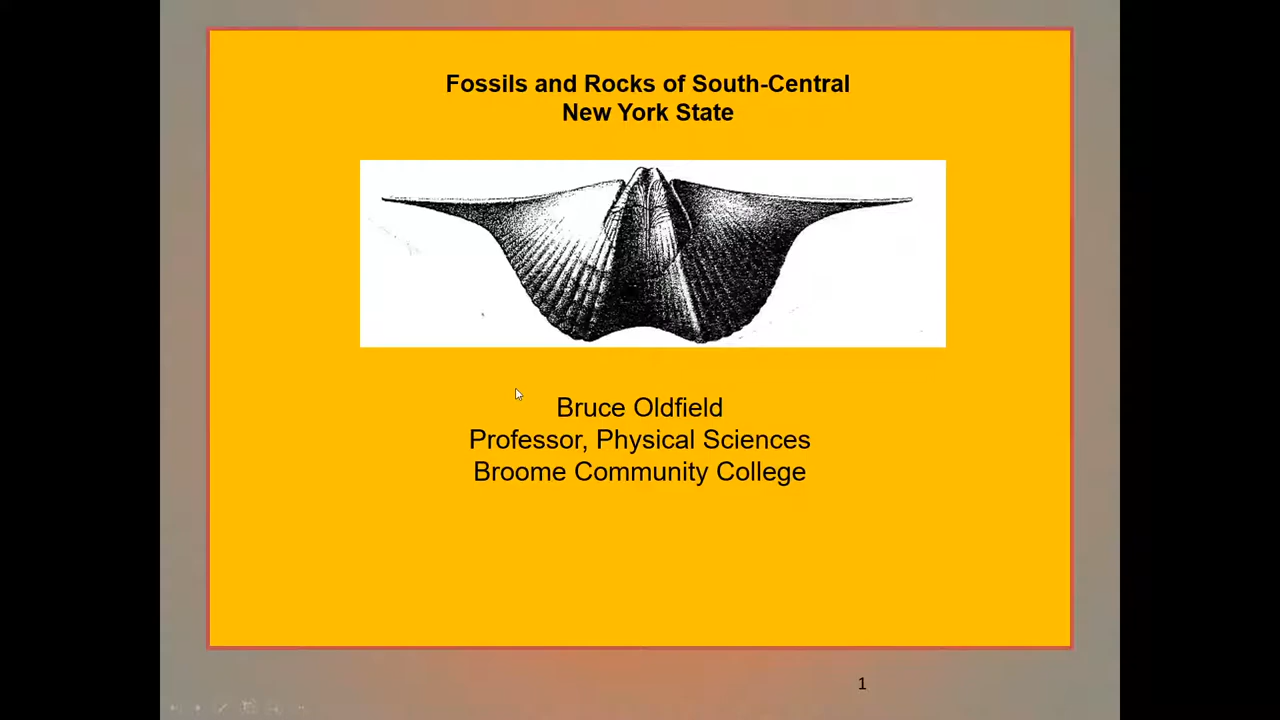 Fossils and Rocks of South-Central
New York State
Bruce Oldfield
Professor, Physical Sciences
Broome Community College
1